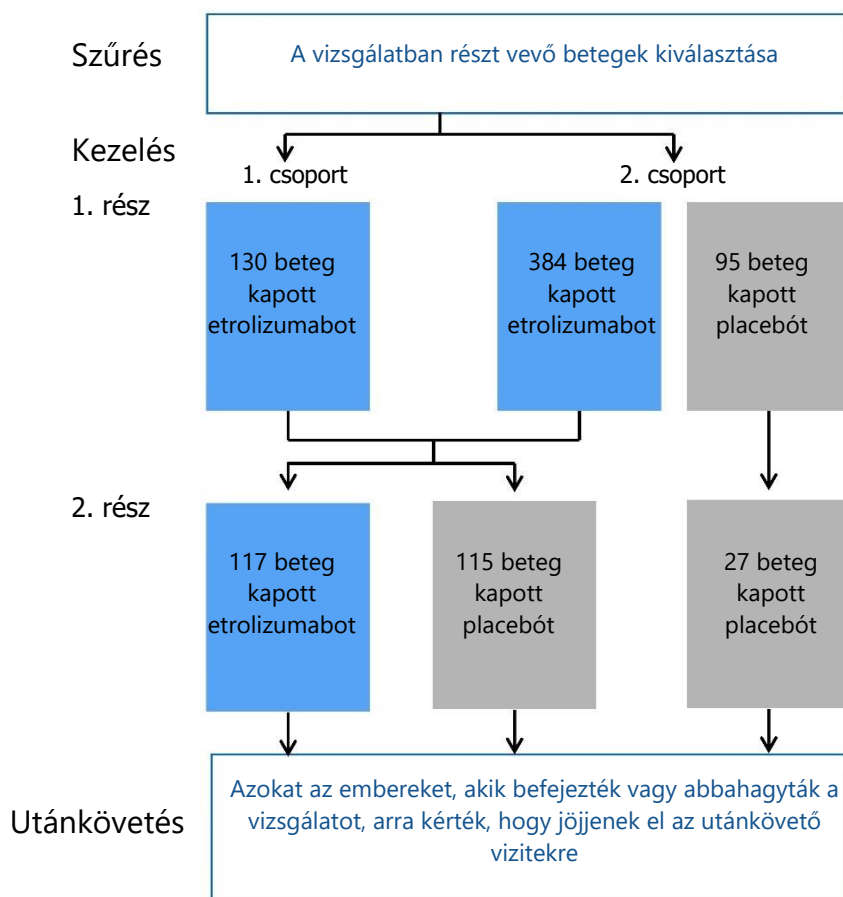 Szűrés
A vizsgálatban részt vevő betegek kiválasztása
Kezelés
1. csoport
2. csoport
1. rész
130 beteg
kapott
etrolizumabot
384 beteg
kapott
etrolizumabot
95 beteg
kapott
placebót
2. rész
117 beteg
kapott
etrolizumabot
115 beteg
kapott
placebót
27 beteg
kapott
placebót
Utánkövetés
Azokat az embereket, akik befejezték vagy abbahagyták a
vizsgálatot, arra kérték, hogy jöjjenek el az utánkövető
vizitekre